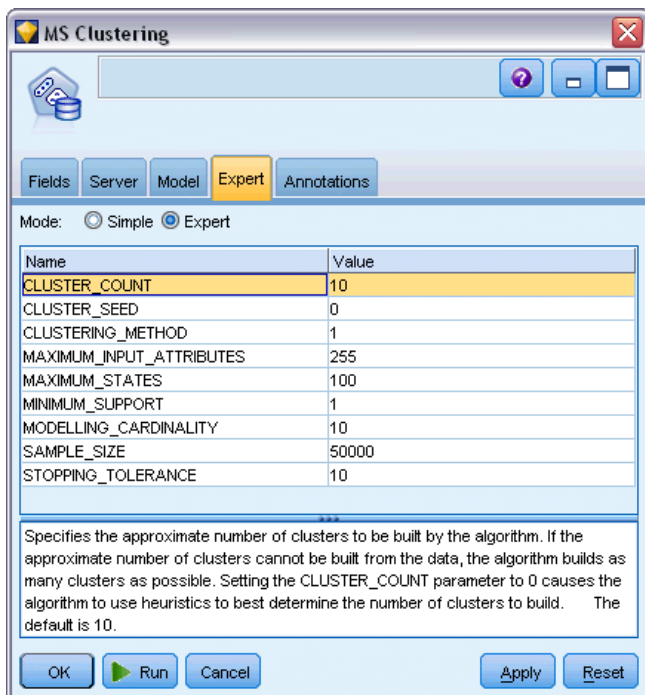 MS Clustering
Fields Server Model Expert Annotations
Mode: Simple Expert
Name Value
CLUSTER_COUNT 10
CLUSTER_SEED 0
CLUSTERING_METHOD 1
MAXIMUM_INPUT_ATTRIBUTES 255
MAXIMUM_STATES 100
MINIMUM_SUPPORT 1
MODELLING_CARDINALITY 10
SAMPLE_SIZE 50000
STOPPING_TOLERANCE 10
Specifies the approximate number of clusters to be built by the algorithm. If the
approximate number of clusters cannot be built from the data, the algorithm builds as
many clusters as possible. Setting the CLUSTER_COUNT parameter to 0 causes the
algorithm to use heuristics to best determine the number of clusters to build. The
default is 10.
OK Run Cancel Apply Reset